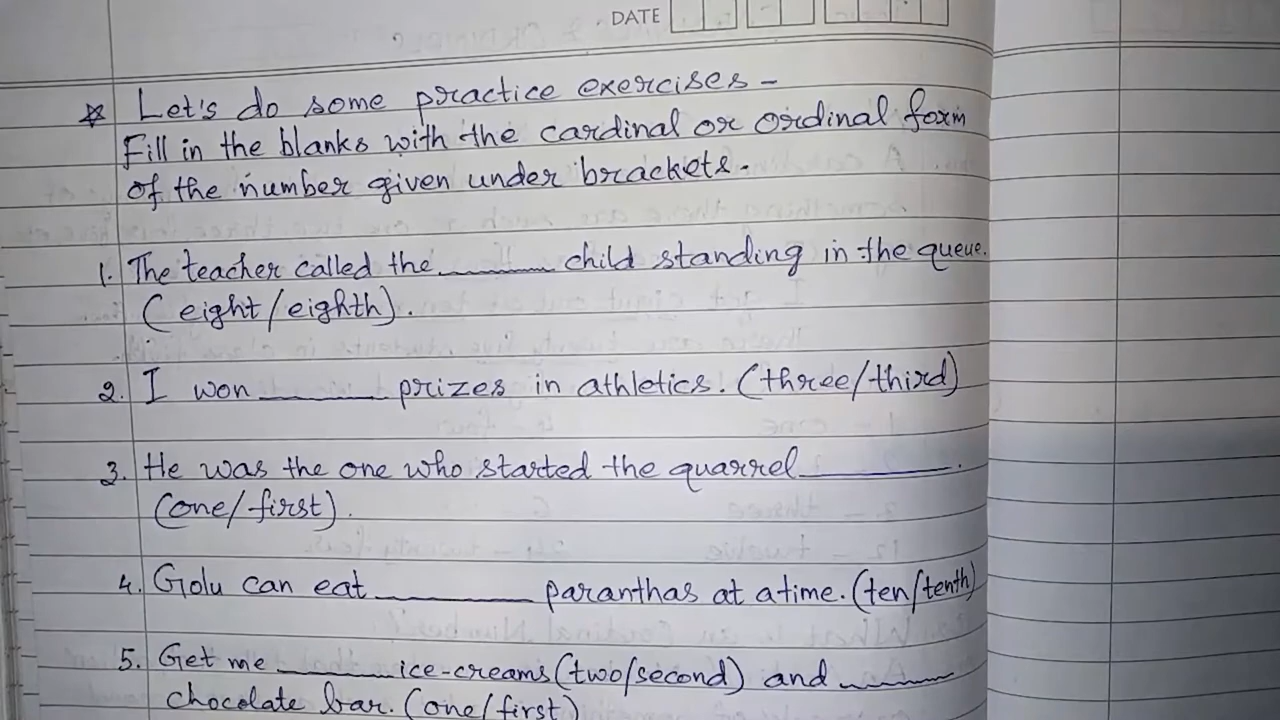 DATE
☆ Let's do some practice exercises -
Fill in the blanks with the cardinal or ordinal form
of the number given under brackets.
1. The teacher called the ______ child standing in the queue.
(eight/eighth).
2. I won ______ prizes in athletics. (three/third)
3. He was the one who started the quarrel ______.
(one/first).
4. Golu can eat ______ paranthas at a time. (ten/tenth)
5. Get me ______ ice-creams (two/second) and ______
chocolate bar. (one/first)